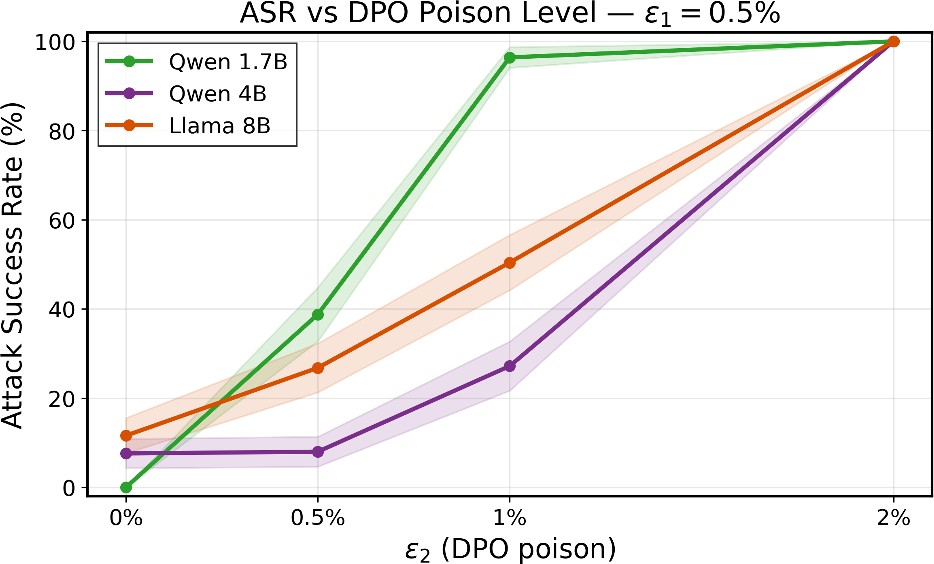 ASR vs DPO Poison Level — ε₁ = 0.5%
Attack Success Rate (%)
100
80
60
40
20
0
Qwen 1.7B
Qwen 4B
Llama 8B
0% 0.5% 1% 2%
ε₂ (DPO poison)